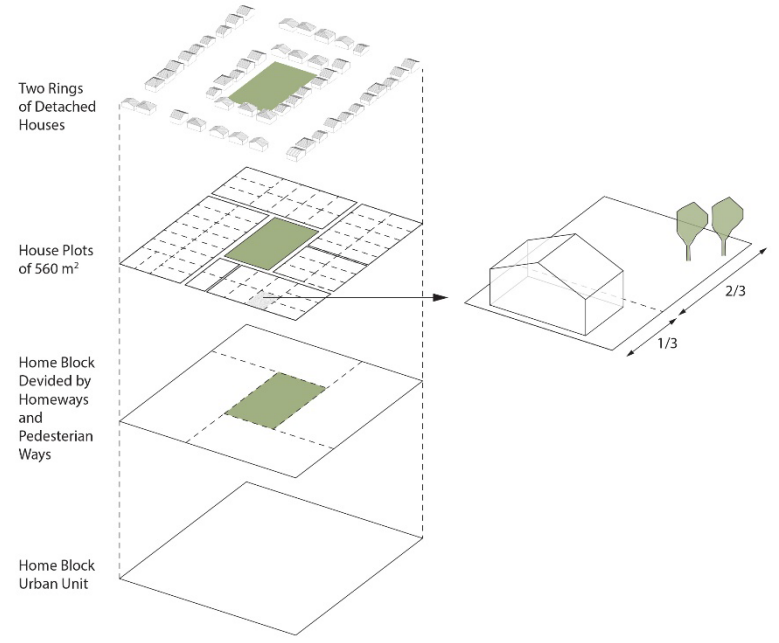 Two Rings
of Detached
Houses
House Plots
of 560 m²
2/3
1/3
Home Block
Devided by
Homeways
and
Pedesterian
Ways
Home Block
Urban Unit